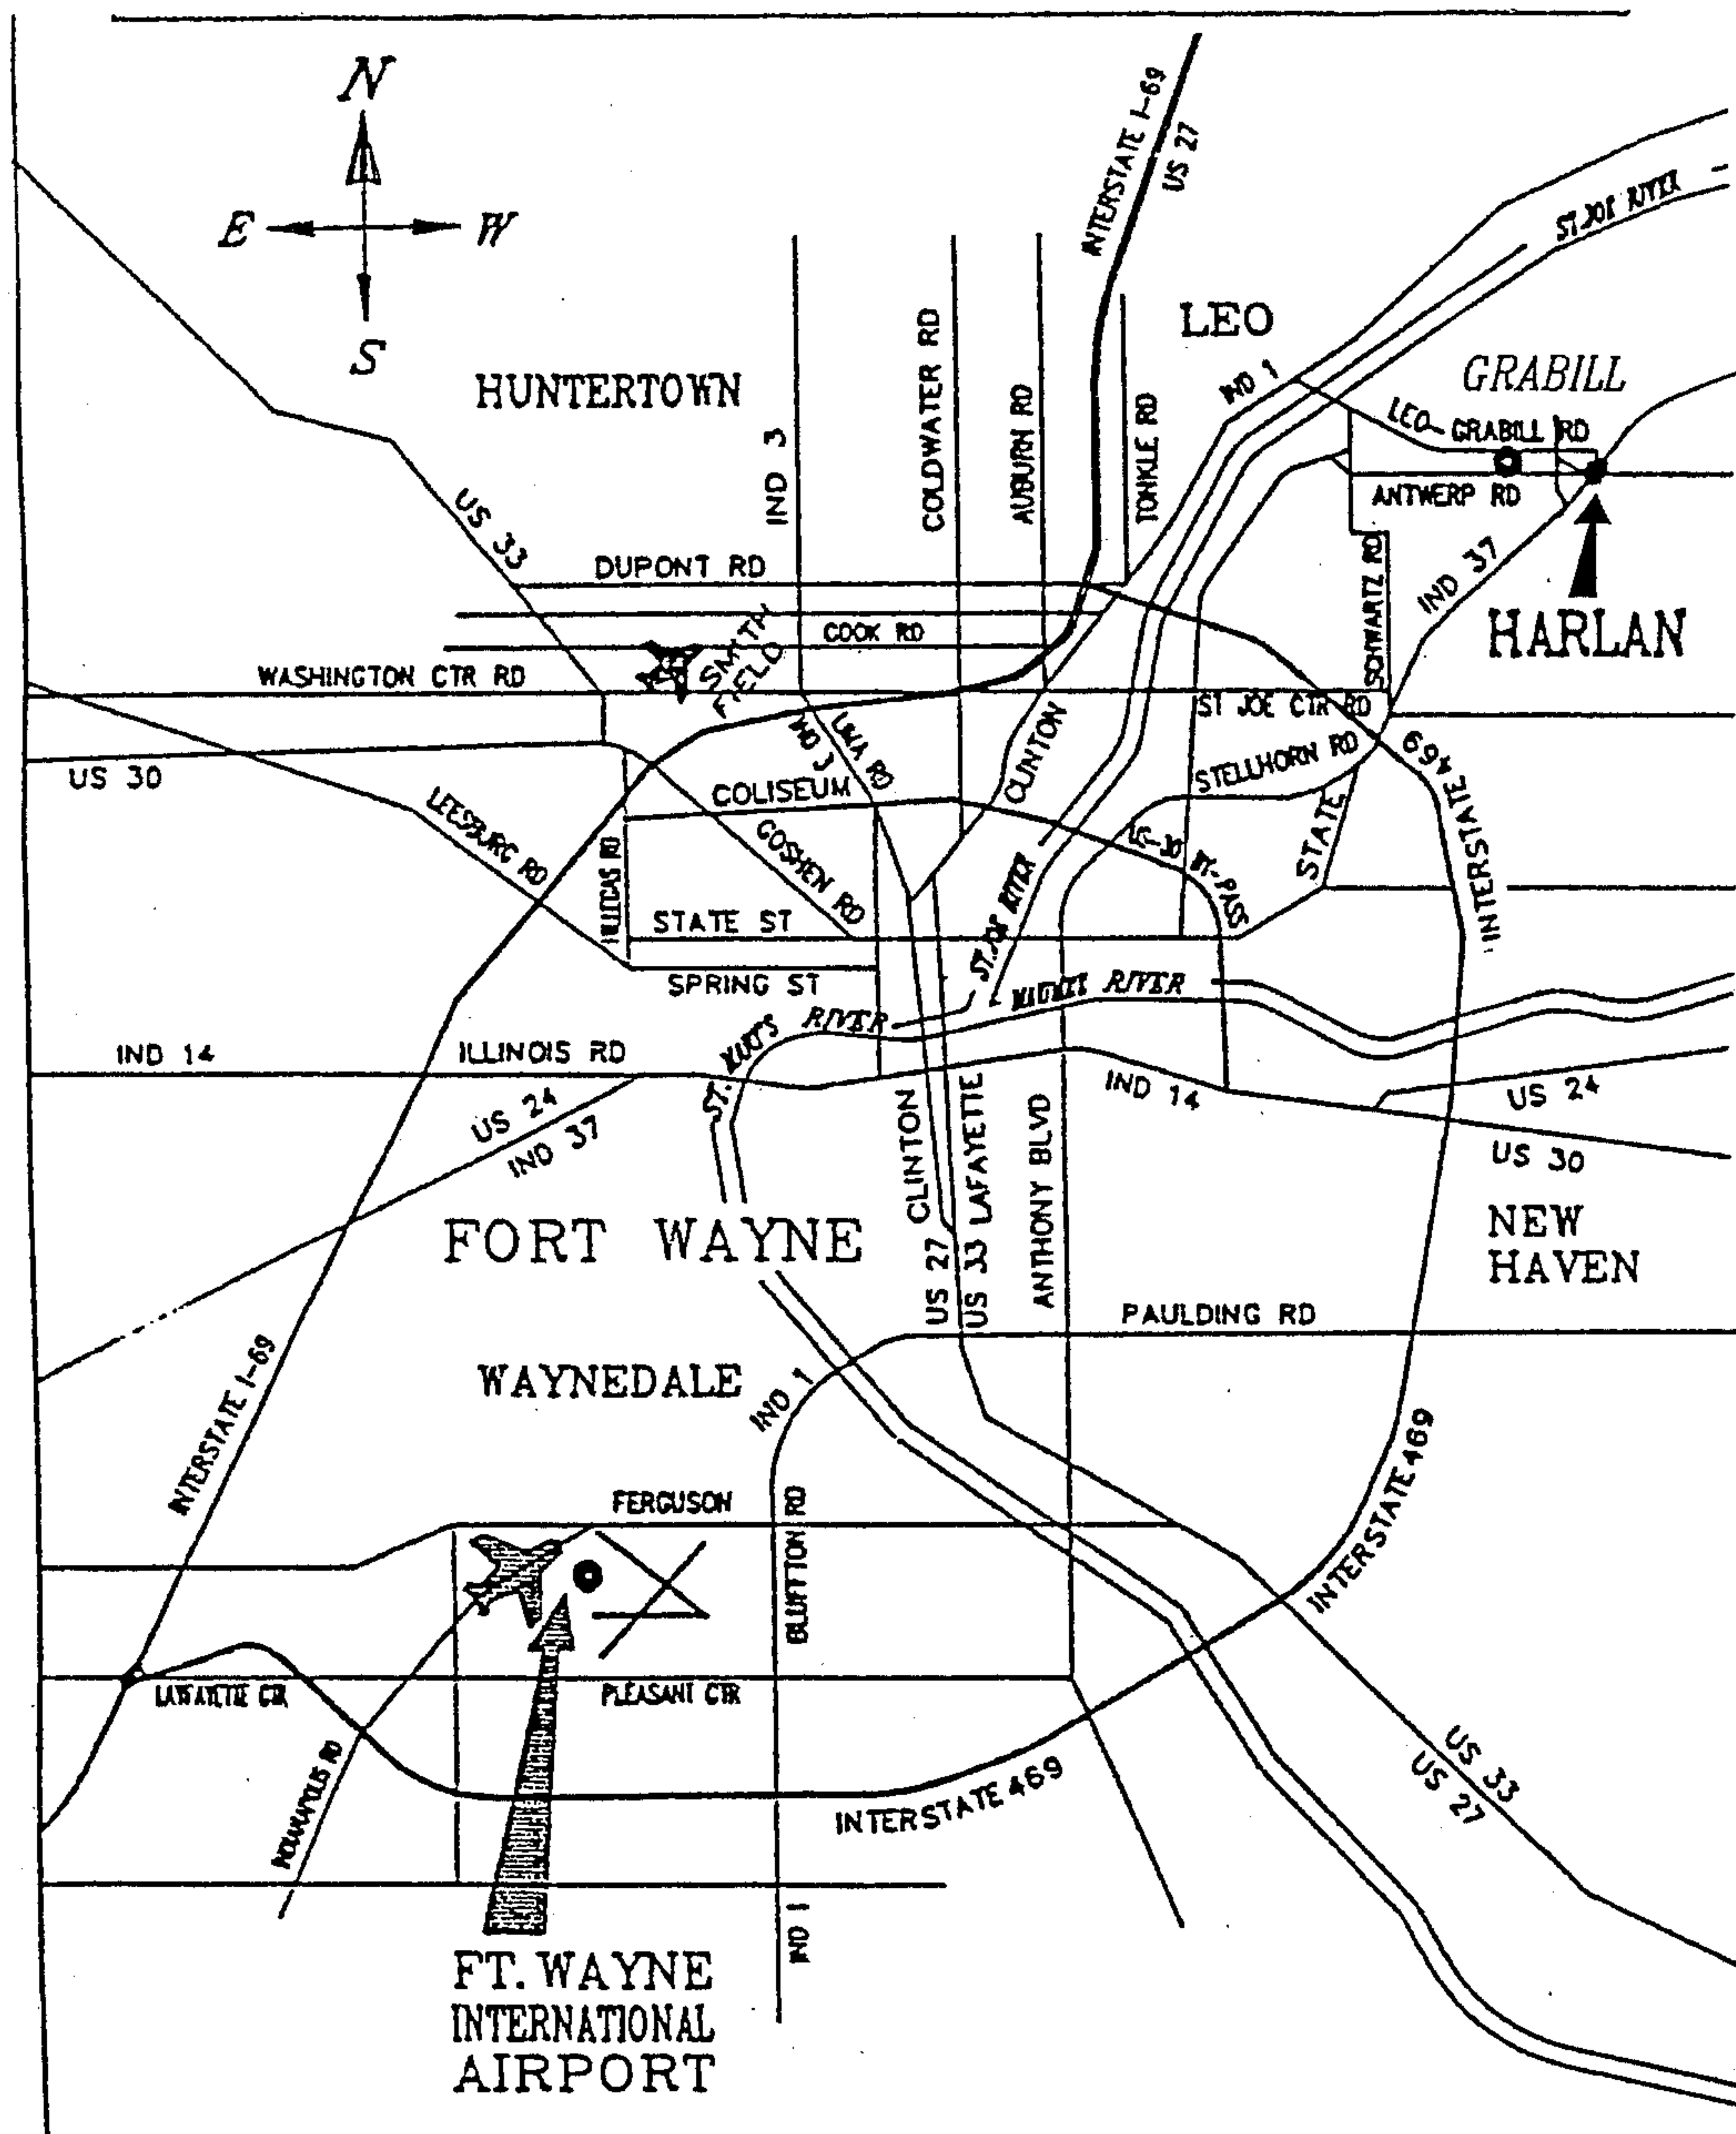 N
E W
S
INTERSTATE I-69
US 27
ST JOE RIVER
LEO
HUNTERTOWN
GRABILL
IND 3
COLDWATER RD
AUBURN RD
TONKLE RD
IND 1
LEO-
GRABILL RD
ANTWERP RD
US 33
DUPONT RD
SCHWARTZ RD
IND 37
HARLAN
COOK RD
SMITH
FIELD
WASHINGTON CTR RD
ST JOE CTR RD
US 30
IND 3
LIMA RD
CLINTON
STELLHORN RD
INTERSTATE 469
COLISEUM
LEESBURG RD
GOSHEN RD
STATE
BY-PASS
STATE ST
ST. JOE RIVER
SPRING ST
MAUMEE RIVER
ST. MARYS RIVER
IND 14
ILLINOIS RD
US 24
IND 37
IND 14
US 24
US 30
CLINTON
LAFAYETTE
ANTHONY BLVD
US 27
US 33
FORT WAYNE
NEW
HAVEN
PAULDING RD
WAYNEDALE
IND 1
INTERSTATE I-69
FERGUSON
BLUFFTON RD
INTERSTATE 469
LAFAYETTE CTR
PLEASANT CTR
INDIANAPOLIS RD
INTERSTATE 469
US 33
US 27
IND 1
FT. WAYNE
INTERNATIONAL
AIRPORT